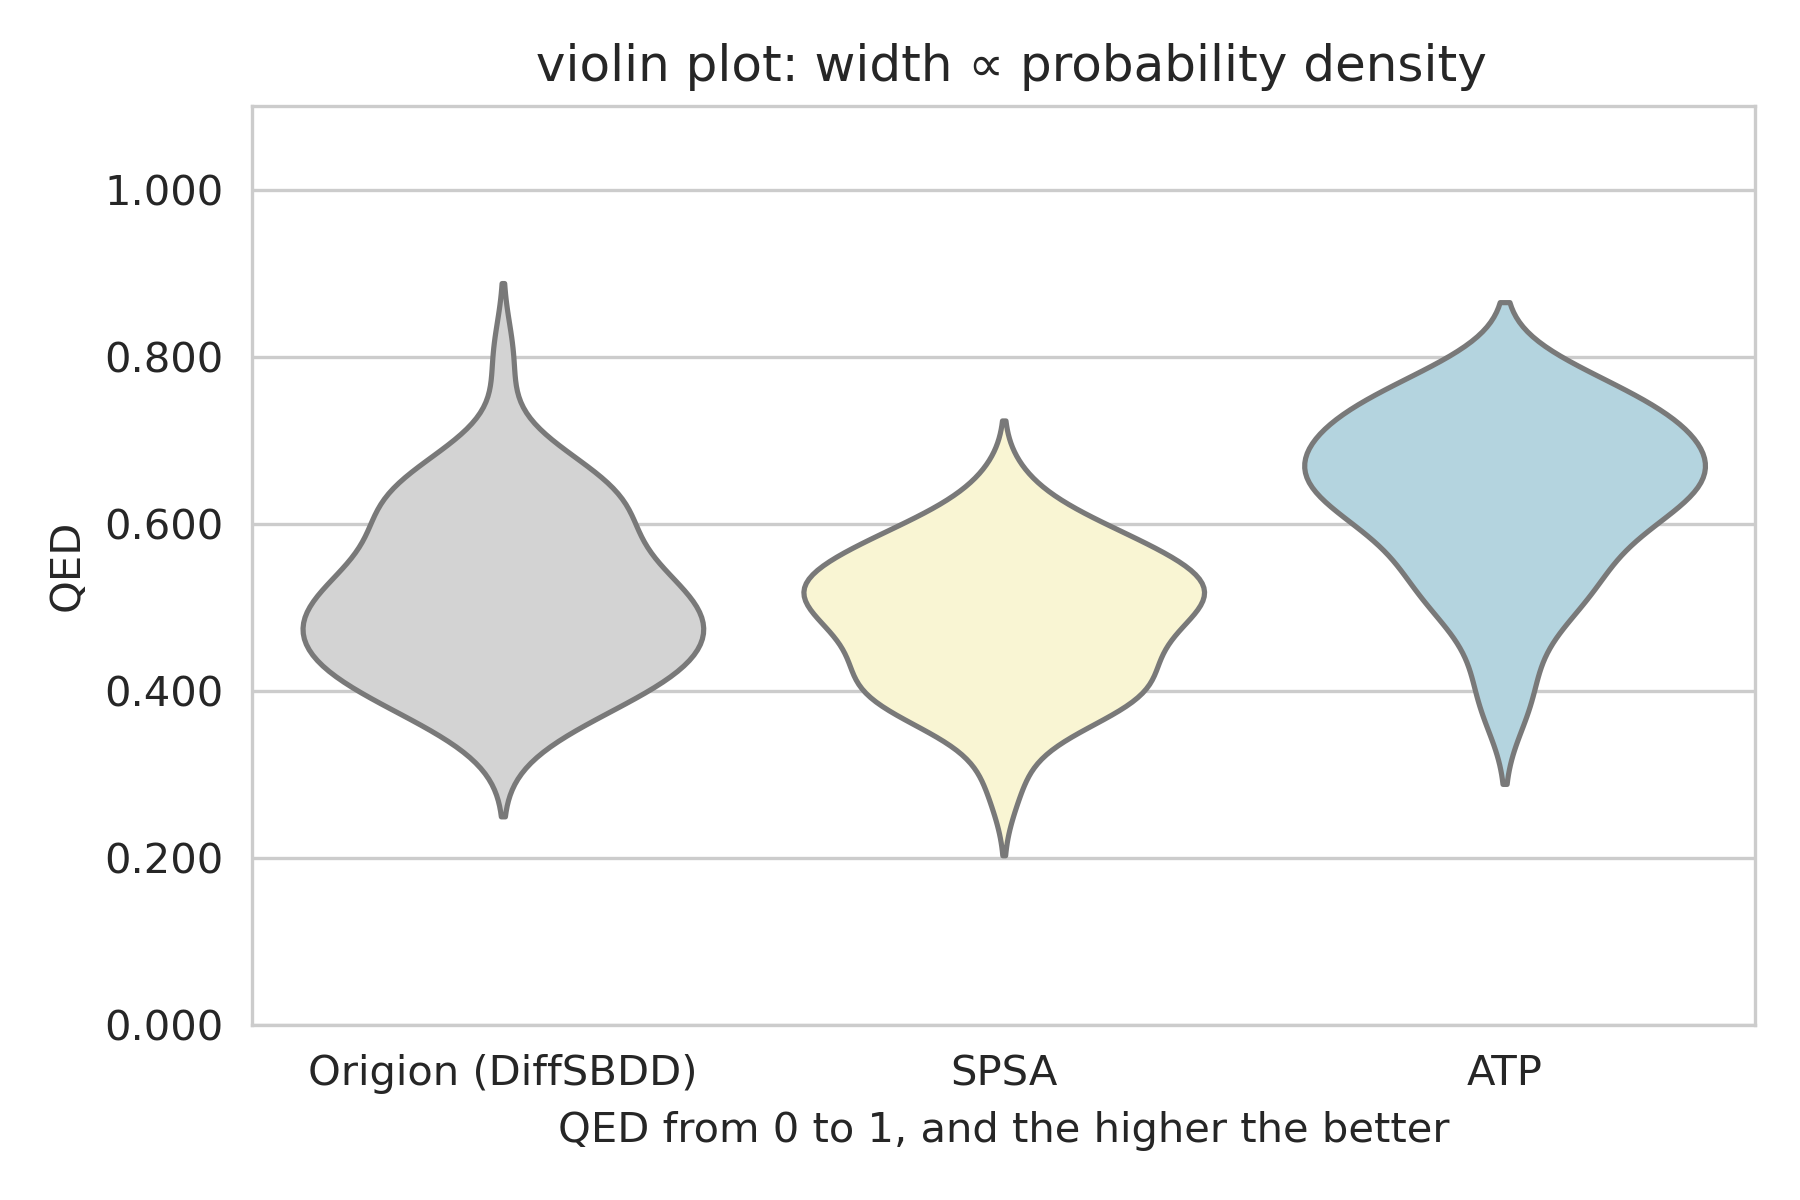 violin plot: width ∝ probability density
1.000
0.800
0.600
0.400
0.200
0.000
QED
Origion (DiffSBDD) SPSA ATP
QED from 0 to 1, and the higher the better